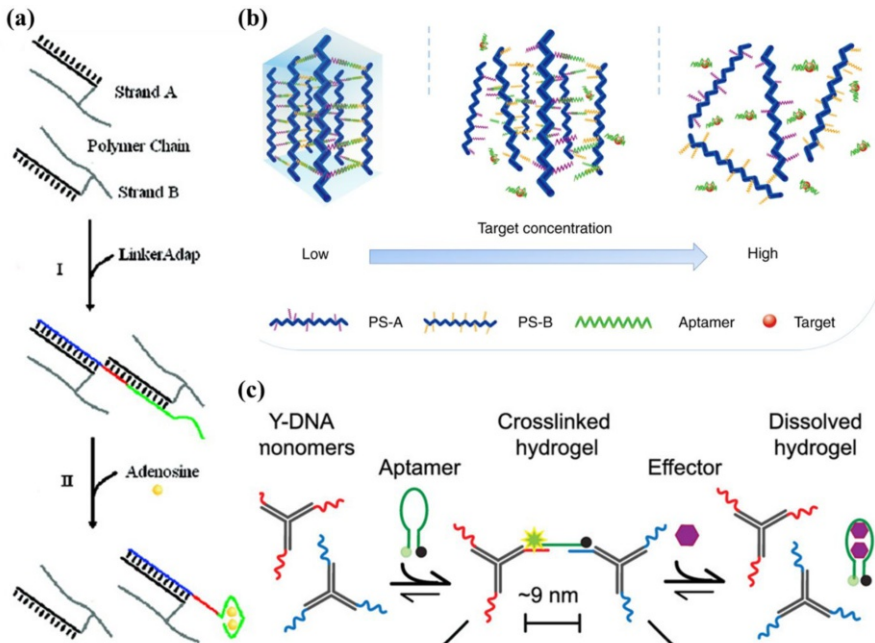 (a)
Strand A
Polymer Chain
Strand B
I
LinkerAdap
II
Adenosine
(b)
Target concentration
Low
High
PS-A
PS-B
Aptamer
Target
(c)
Y-DNA
monomers
Aptamer
Crosslinked
hydrogel
Effector
Dissolved
hydrogel
~9 nm